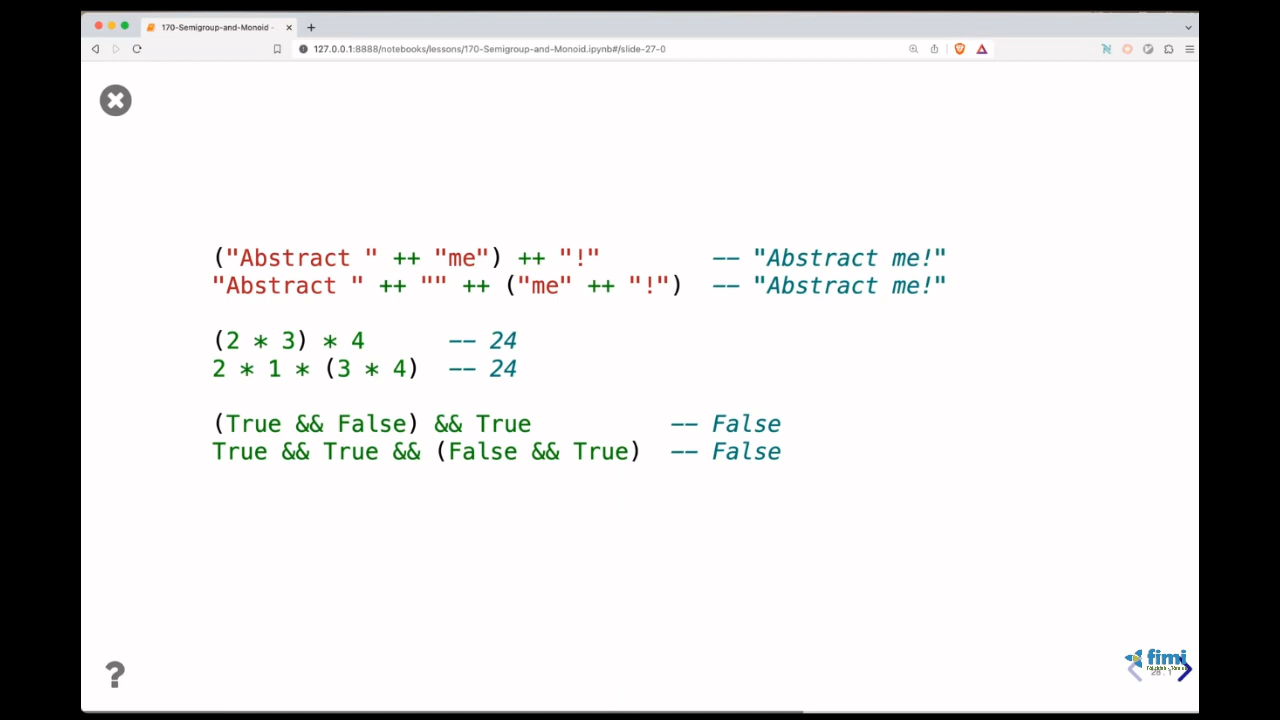 170-Semigroup-and-Monoid -
127.0.0.1:8888/notebooks/lessons/170-Semigroup-and-Monoid.ipynb#/slide-27-0
("Abstract " ++ "me") ++ "!" -- "Abstract me!"
"Abstract " ++ "" ++ ("me" ++ "!") -- "Abstract me!"
(2 * 3) * 4 -- 24
2 * 1 * (3 * 4) -- 24
(True && False) && True -- False
True && True && (False && True) -- False
?
fimi